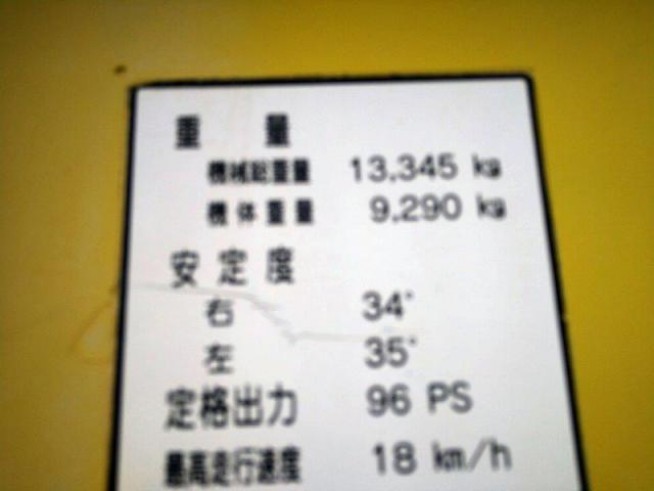 重量
機械総重量 13,345 kg
機体重量 9,290 kg
安定度
右 34°
左 35°
定格出力 96 PS
最高走行速度 18 km/h